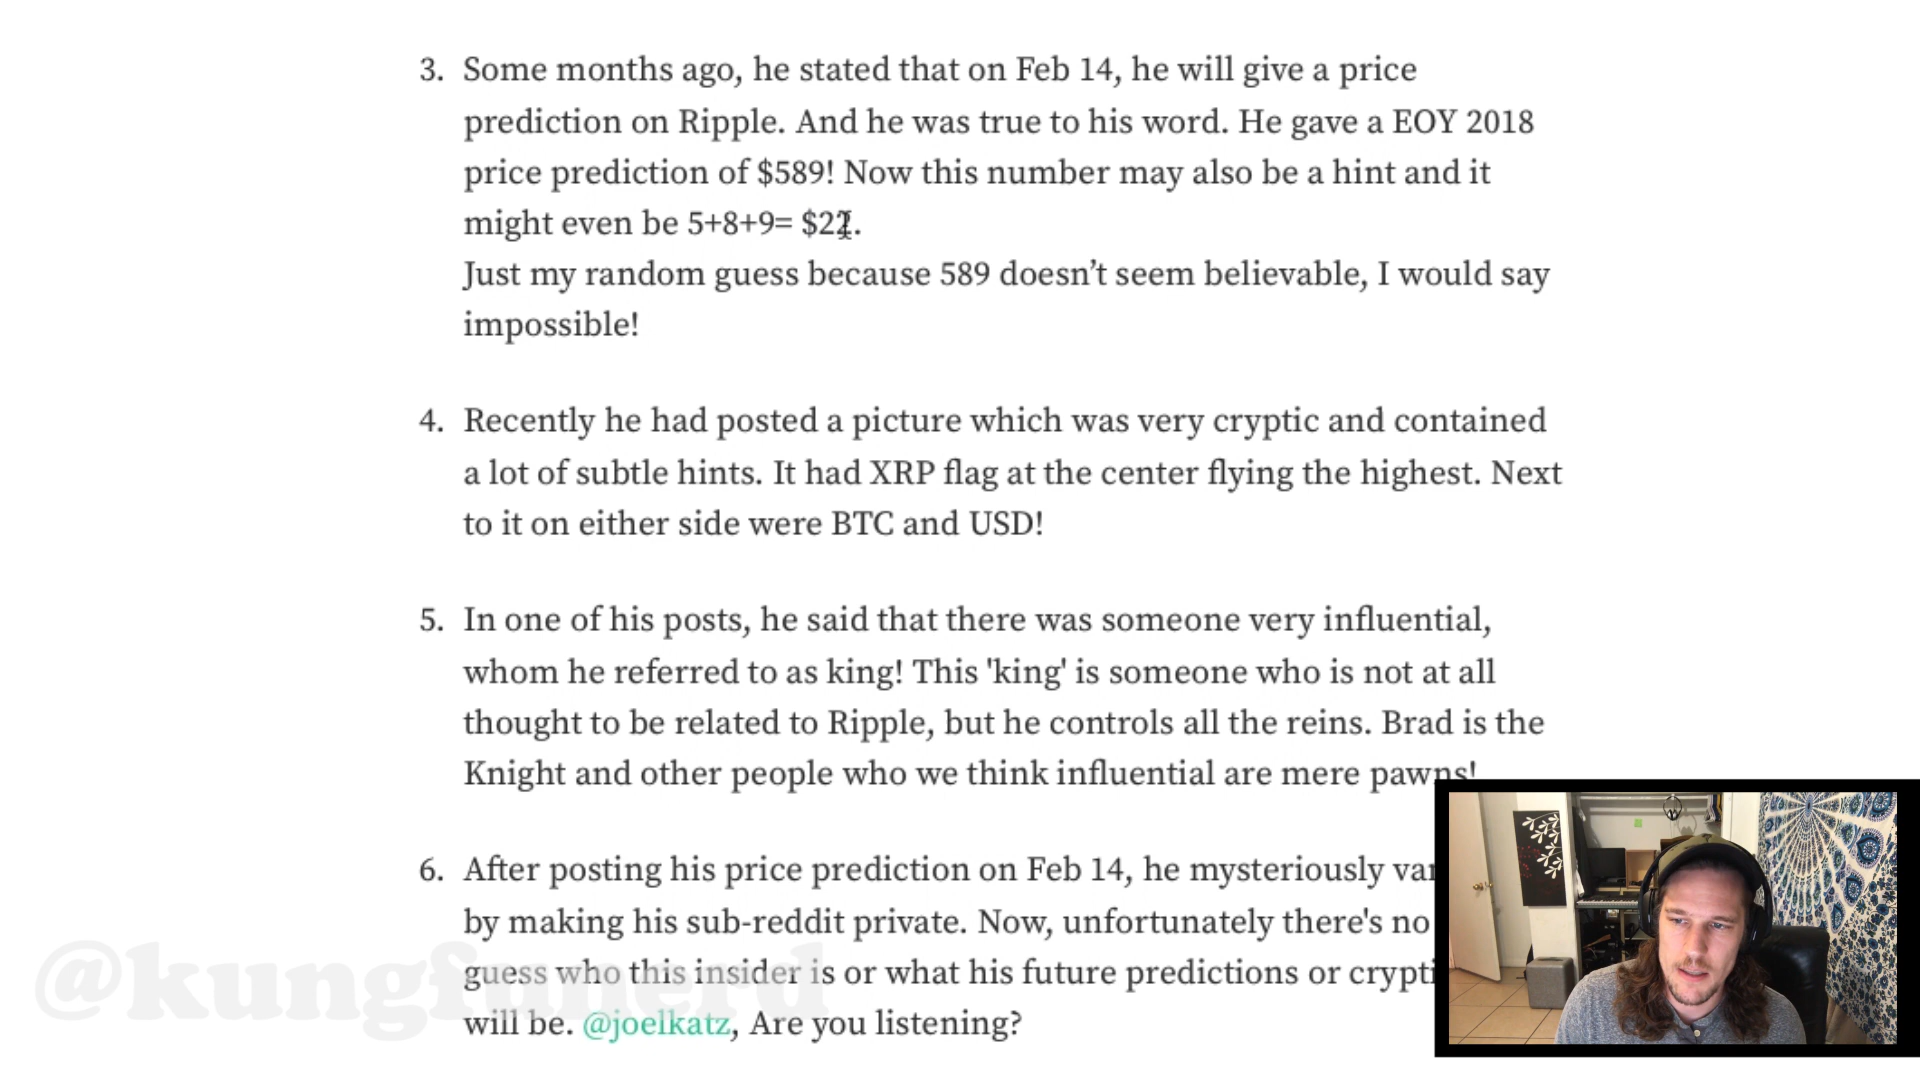 3. Some months ago, he stated that on Feb 14, he will give a price
prediction on Ripple. And he was true to his word. He gave a EOY 2018
price prediction of $589! Now this number may also be a hint and it
might even be 5+8+9= $22.
Just my random guess because 589 doesn't seem believable, I would say
impossible!
4. Recently he had posted a picture which was very cryptic and contained
a lot of subtle hints. It had XRP flag at the center flying the highest. Next
to it on either side were BTC and USD!
5. In one of his posts, he said that there was someone very influential,
whom he referred to as king! This 'king' is someone who is not at all
thought to be related to Ripple, but he controls all the reins. Brad is the
Knight and other people who we think influential are mere pawns!
6. After posting his price prediction on Feb 14, he mysteriously
by making his sub-reddit private. Now, unfortunately there's no
guess who this insider is or what his future predictions or
will be. @joelkatz, Are you listening?
@kungfunerd